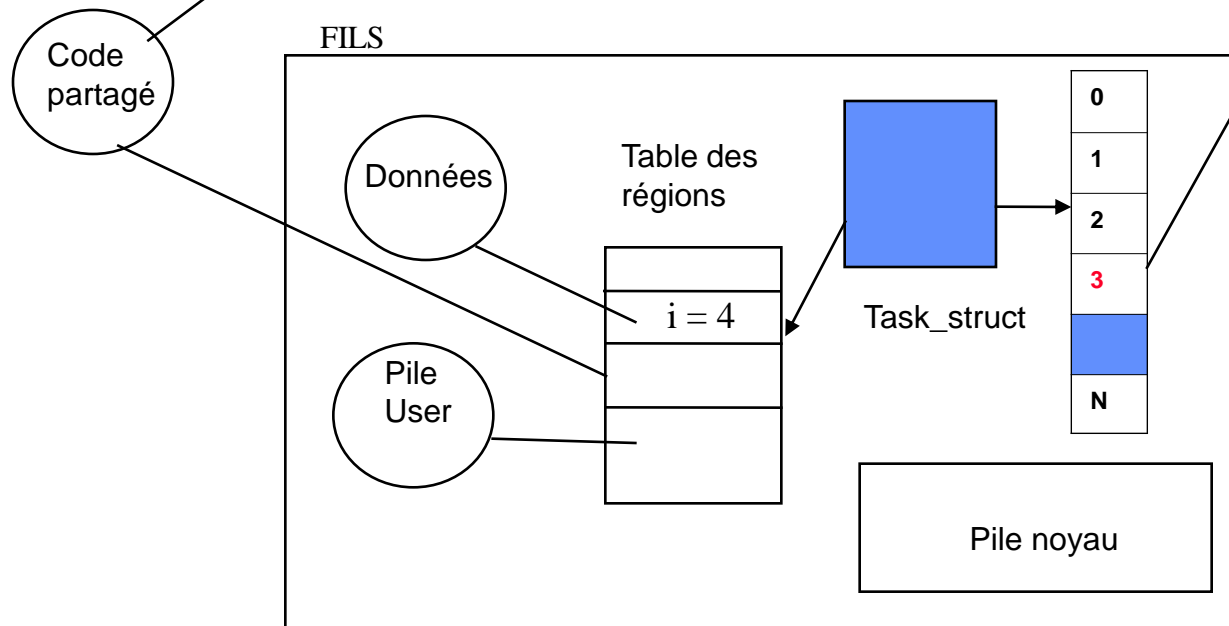 FILS
Code
partagé
Données
Table des
régions
i = 4
Pile
User
Task_struct
0
1
2
3
N
Pile noyau